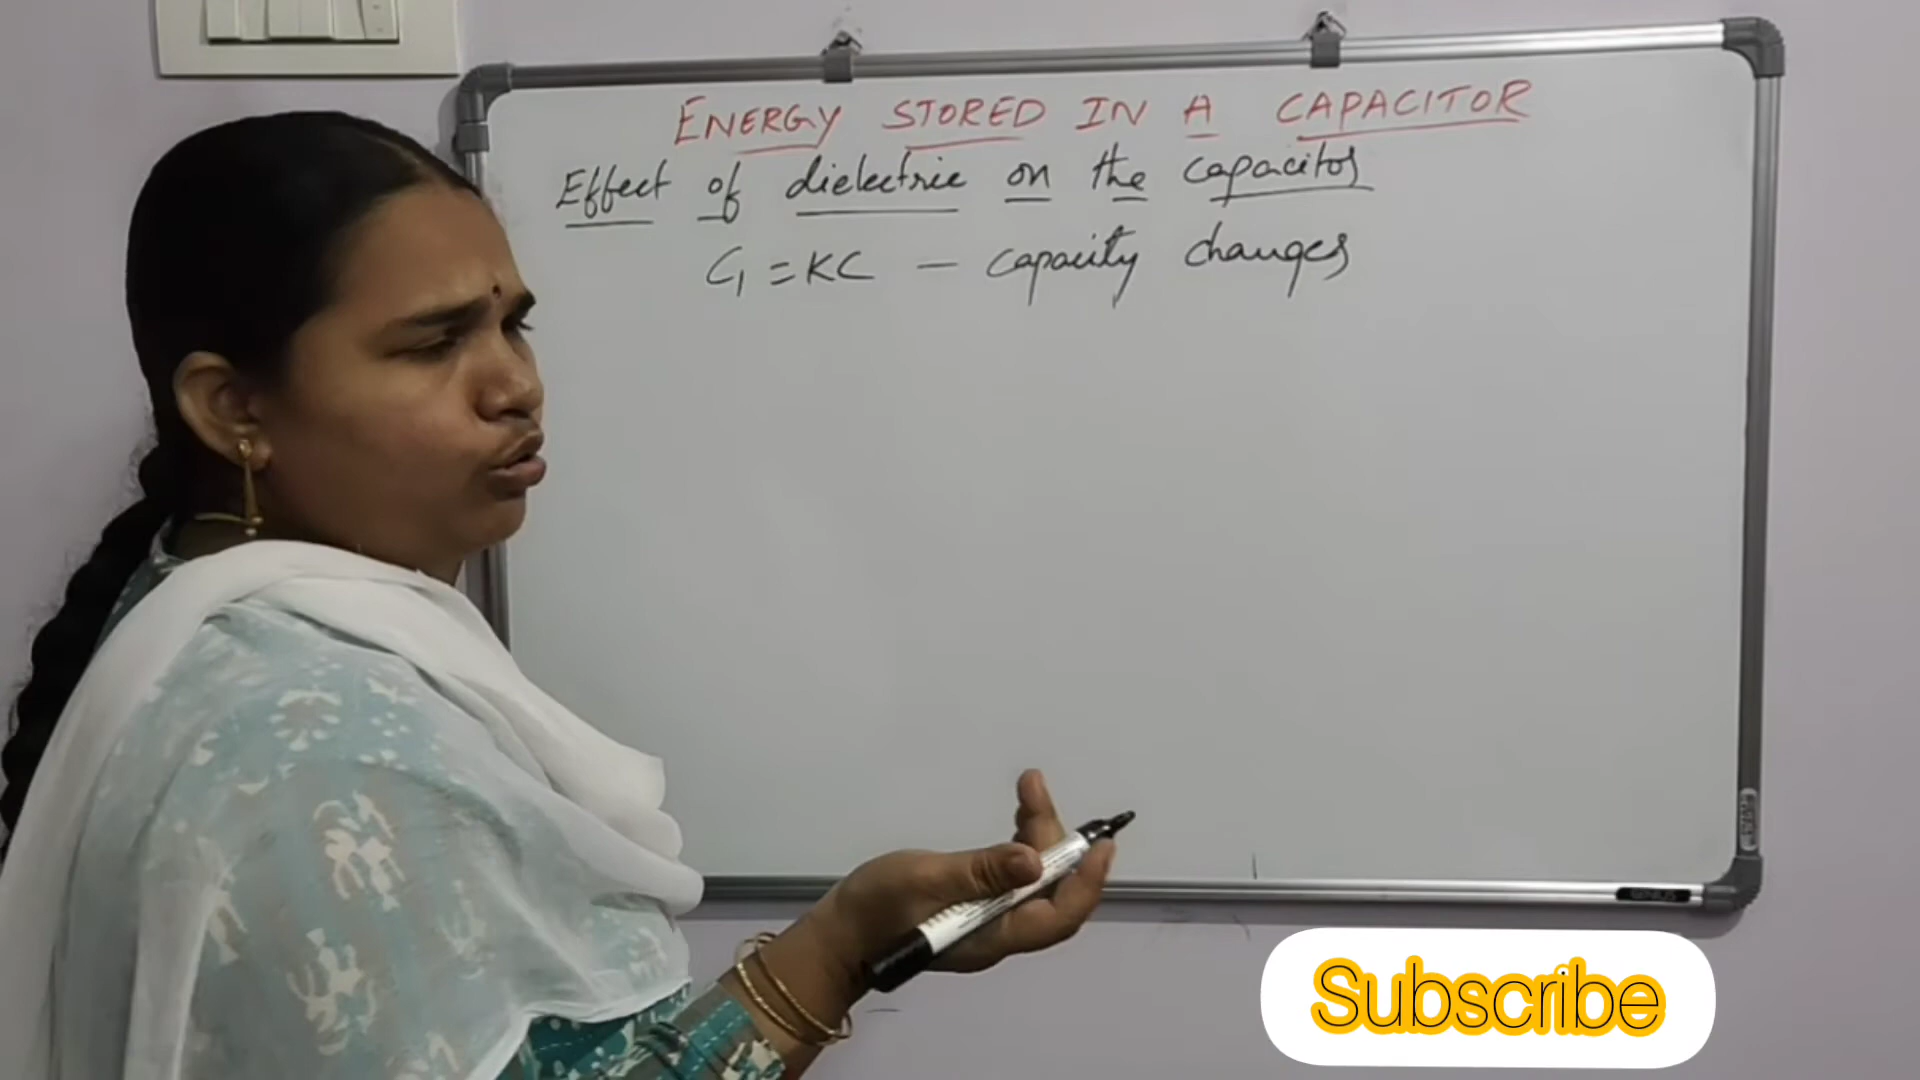 ENERGY STORED IN A CAPACITOR
Effect of dielectric on the capacitor
C₁ = KC — capacity changes
Subscribe